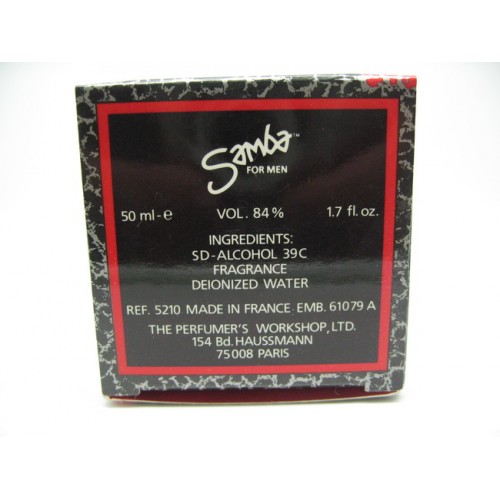 Samba™
FOR MEN
50 ml-e VOL. 84% 1.7 fl. oz.
INGREDIENTS:
SD-ALCOHOL 39C
FRAGRANCE
DEIONIZED WATER
REF. 5210 MADE IN FRANCE EMB. 61079 A
THE PERFUMER'S WORKSHOP, LTD.
154 Bd. HAUSSMANN
75008 PARIS